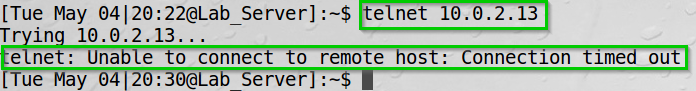 [Tue May 04|20:22@Lab_Server]:~$ telnet 10.0.2.13
Trying 10.0.2.13...
telnet: Unable to connect to remote host: Connection timed out
[Tue May 04|20:30@Lab_Server]:~$